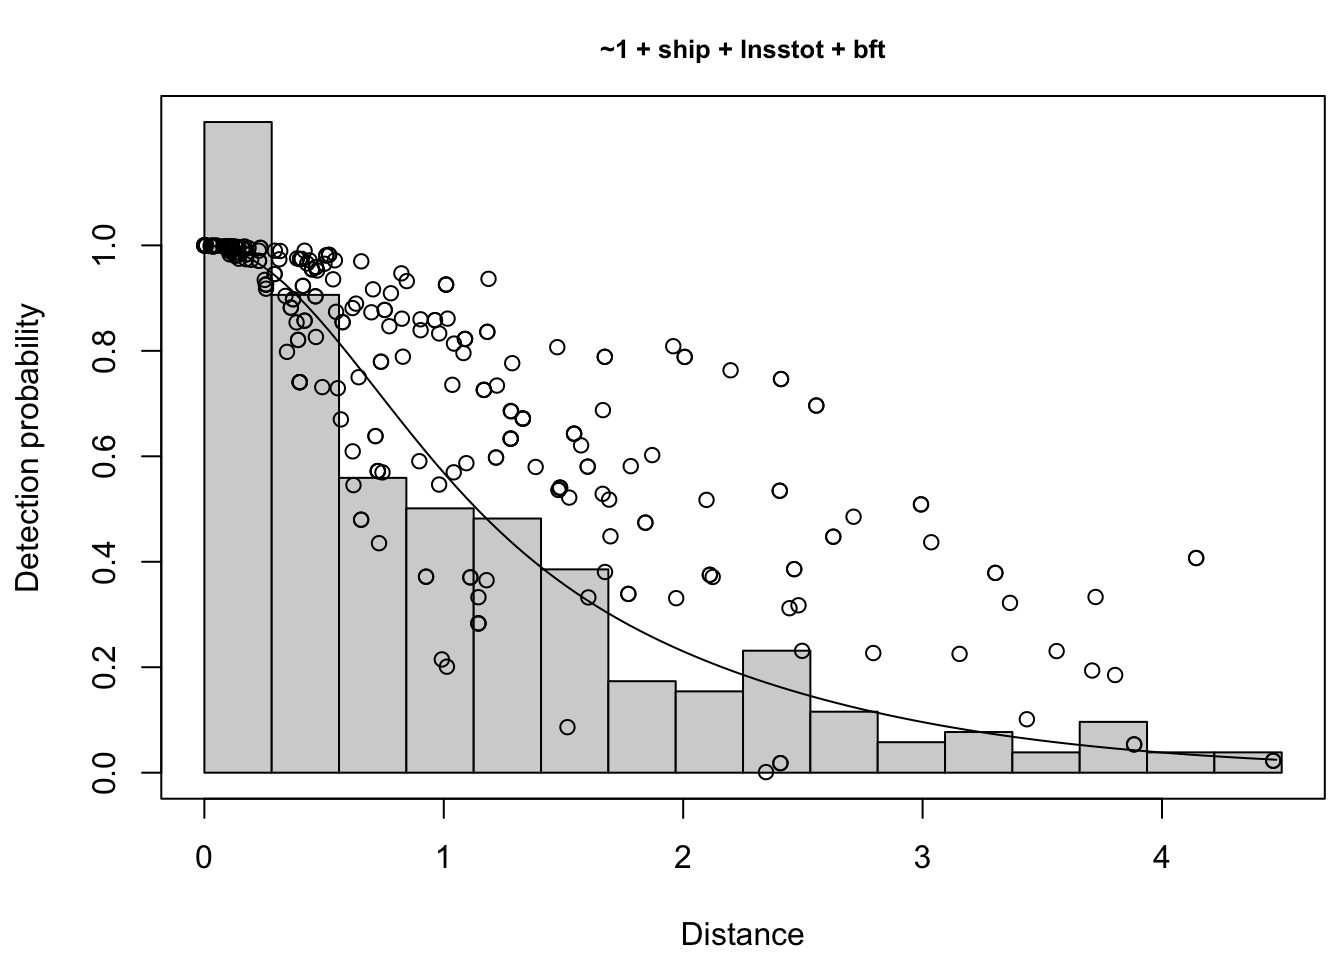 ~1 + ship + lnsstot + bft
Detection probability
1.0
0.8
0.6
0.4
0.2
0.0
0 1 2 3 4
Distance